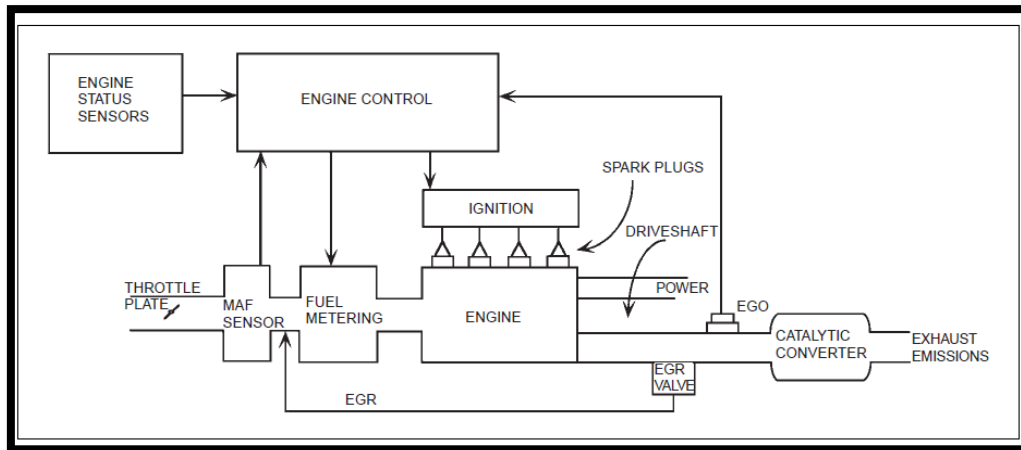 ENGINE
STATUS
SENSORS
ENGINE CONTROL
SPARK PLUGS
IGNITION
DRIVESHAFT
THROTTLE
PLATE
MAF
SENSOR
FUEL
METERING
ENGINE
POWER
EGO
CATALYTIC
CONVERTER
EXHAUST
EMISSIONS
EGR
VALVE
EGR